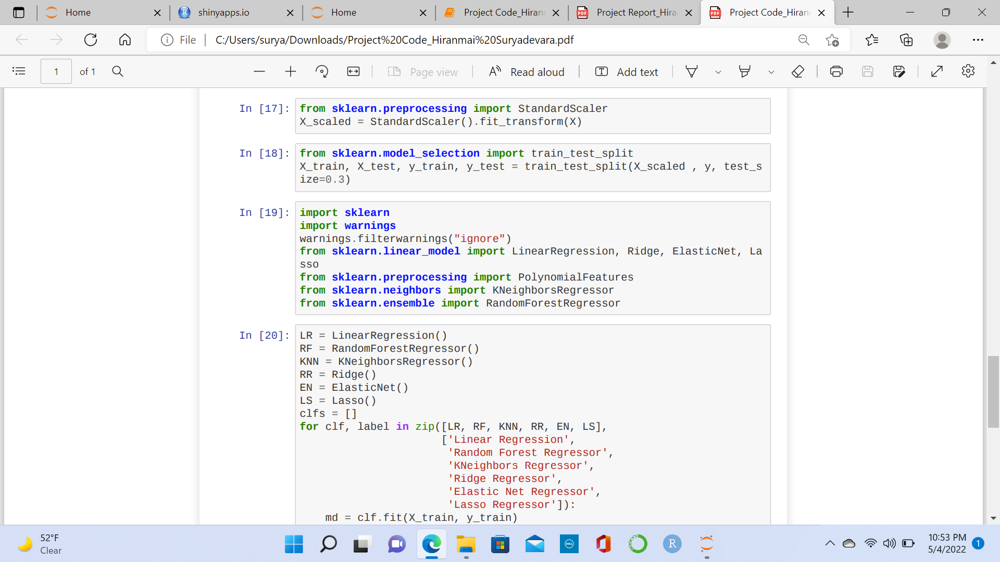 Home
shinyapps.io
Home
Project Code_Hiran
Project Report_Hira
Project Code_Hiran
File
C:/Users/surya/Downloads/Project%20Code_Hiranmai%20Suryadevara.pdf
1 of 1
Page view
Read aloud
Add text
In [17]: from sklearn.preprocessing import StandardScaler
X_scaled = StandardScaler().fit_transform(X)
In [18]: from sklearn.model_selection import train_test_split
X_train, X_test, y_train, y_test = train_test_split(X_scaled , y, test_s
ize=0.3)
In [19]: import sklearn
import warnings
warnings.filterwarnings("ignore")
from sklearn.linear_model import LinearRegression, Ridge, ElasticNet, La
sso
from sklearn.preprocessing import PolynomialFeatures
from sklearn.neighbors import KNeighborsRegressor
from sklearn.ensemble import RandomForestRegressor
In [20]: LR = LinearRegression()
RF = RandomForestRegressor()
KNN = KNeighborsRegressor()
RR = Ridge()
EN = ElasticNet()
LS = Lasso()
clfs = []
for clf, label in zip([LR, RF, KNN, RR, EN, LS],
['Linear Regression',
'Random Forest Regressor',
'KNeighbors Regressor',
'Ridge Regressor',
'Elastic Net Regressor',
'Lasso Regressor']):
md = clf.fit(X_train, y_train)
52°F
Clear
10:53 PM
5/4/2022
1